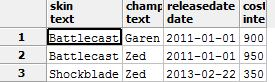 skin champ releasedate cost
text text date inte
1 Battlecast Garen 2011-01-01 900
2 Battlecast Zed 2011-01-01 950
3 Shockblade Zed 2013-02-22 350